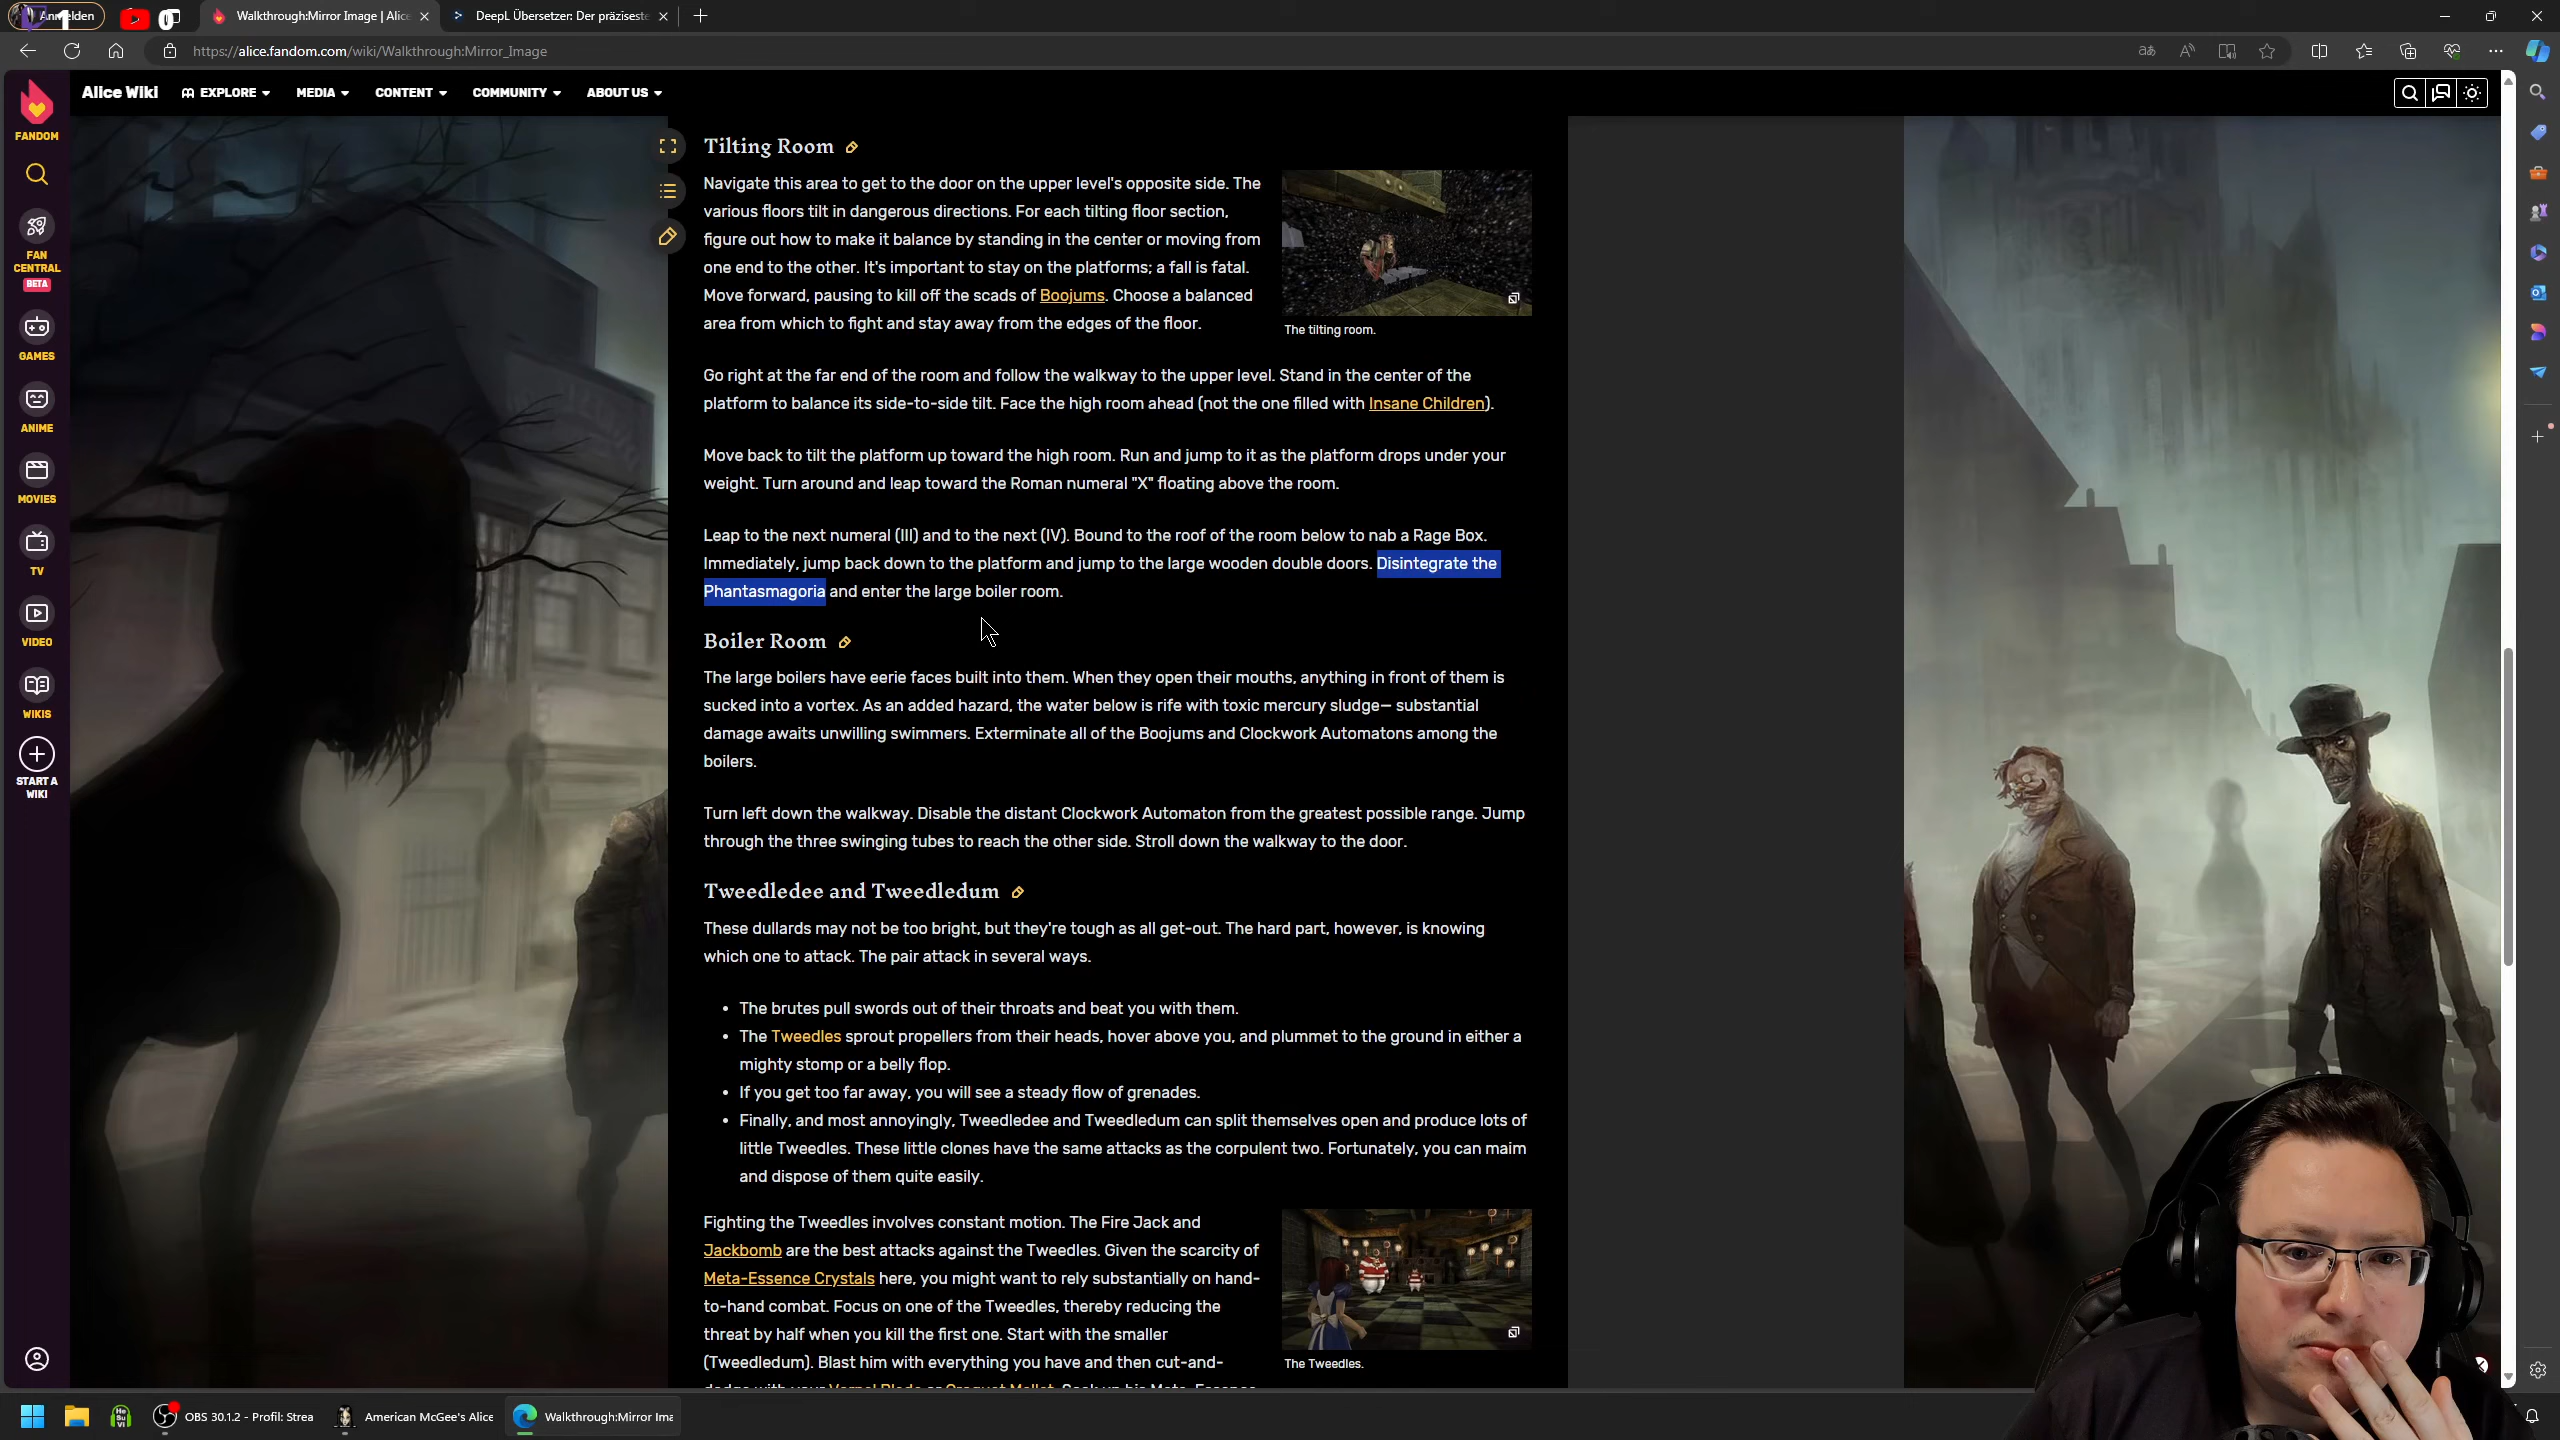 Anmelden
1
0
Walkthrough:Mirror Image | Alice
DeepL Übersetzer: Der präziseste
https://alice.fandom.com/wiki/Walkthrough:Mirror_Image
Alice Wiki
EXPLORE
MEDIA
CONTENT
COMMUNITY
ABOUT US
FANDOM
FAN CENTRAL
BETA
GAMES
ANIME
MOVIES
TV
VIDEO
WIKIS
START A WIKI
Tilting Room
Navigate this area to get to the door on the upper level's opposite side. The
various floors tilt in dangerous directions. For each tilting floor section,
figure out how to make it balance by standing in the center or moving from
one end to the other. It's important to stay on the platforms; a fall is fatal.
Move forward, pausing to kill off the scads of Boojums. Choose a balanced
area from which to fight and stay away from the edges of the floor.
The tilting room.
Go right at the far end of the room and follow the walkway to the upper level. Stand in the center of the
platform to balance its side-to-side tilt. Face the high room ahead (not the one filled with Insane Children).
Move back to tilt the platform up toward the high room. Run and jump to it as the platform drops under your
weight. Turn around and leap toward the Roman numeral "X" floating above the room.
Leap to the next numeral (III) and to the next (IV). Bound to the roof of the room below to nab a Rage Box.
Immediately, jump back down to the platform and jump to the large wooden double doors. Disintegrate the
Phantasmagoria and enter the large boiler room.
Boiler Room
The large boilers have eerie faces built into them. When they open their mouths, anything in front of them is
sucked into a vortex. As an added hazard, the water below is rife with toxic mercury sludge— substantial
damage awaits unwilling swimmers. Exterminate all of the Boojums and Clockwork Automatons among the
boilers.
Turn left down the walkway. Disable the distant Clockwork Automaton from the greatest possible range. Jump
through the three swinging tubes to reach the other side. Stroll down the walkway to the door.
Tweedledee and Tweedledum
These dullards may not be too bright, but they're tough as all get-out. The hard part, however, is knowing
which one to attack. The pair attack in several ways.
• The brutes pull swords out of their throats and beat you with them.
• The Tweedles sprout propellers from their heads, hover above you, and plummet to the ground in either a
mighty stomp or a belly flop.
• If you get too far away, you will see a steady flow of grenades.
• Finally, and most annoyingly, Tweedledee and Tweedledum can split themselves open and produce lots of
little Tweedles. These little clones have the same attacks as the corpulent two. Fortunately, you can maim
and dispose of them quite easily.
Fighting the Tweedles involves constant motion. The Fire Jack and
Jackbomb are the best attacks against the Tweedles. Given the scarcity of
Meta-Essence Crystals here, you might want to rely substantially on hand-
to-hand combat. Focus on one of the Tweedles, thereby reducing the
threat by half when you kill the first one. Start with the smaller
(Tweedledum). Blast him with everything you have and then cut-and-
The Tweedles.
OBS 30.1.2 - Profil: Strea
American McGee's Alice
Walkthrough:Mirror Ima